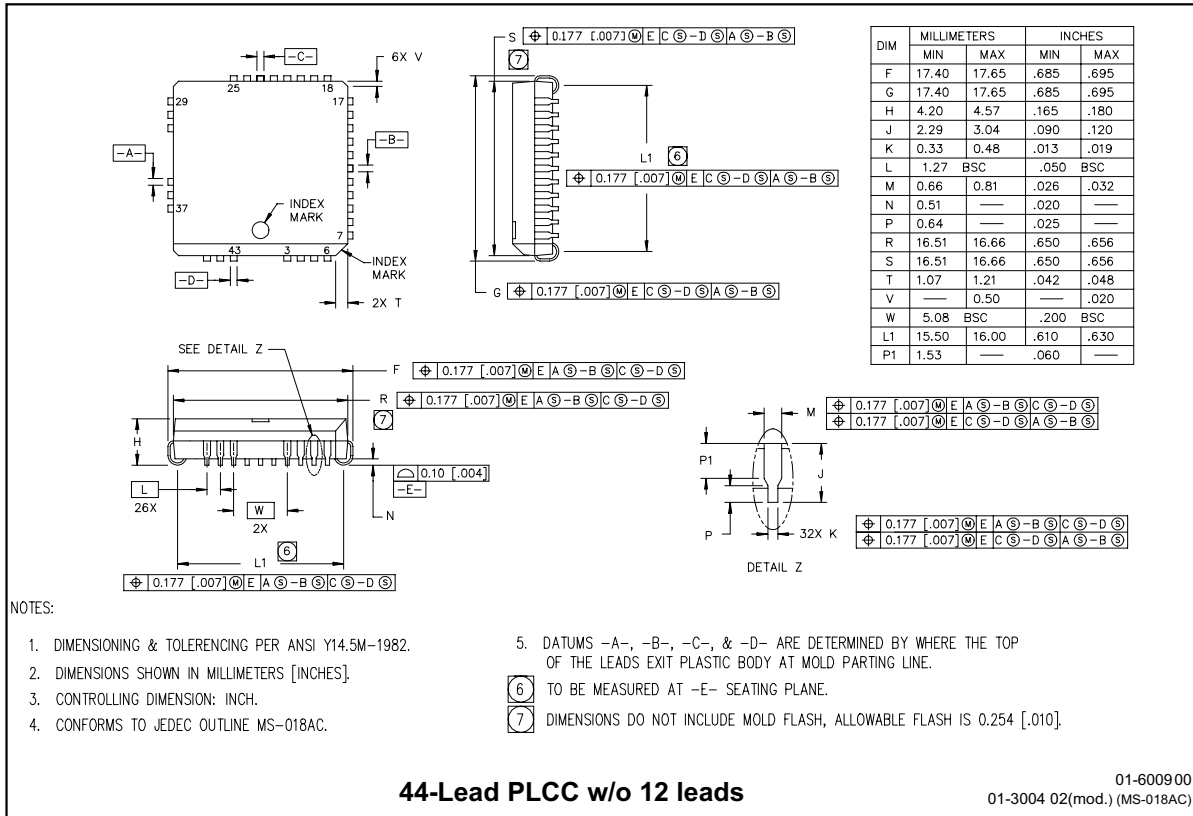 -C-
6X V
25
18
29
17
-B-
-A-
37
INDEX
MARK
7
43
3
6
INDEX
MARK
-D-
2X T
S ⌖ 0.177 [.007]Ⓜ E C Ⓢ-D Ⓢ A Ⓢ-B Ⓢ
7
L1 6
⌖ 0.177 [.007]Ⓜ E C Ⓢ-D Ⓢ A Ⓢ-B Ⓢ
G ⌖ 0.177 [.007]Ⓜ E C Ⓢ-D Ⓢ A Ⓢ-B Ⓢ
DIM MILLIMETERS INCHES
MIN MAX MIN MAX
F 17.40 17.65 .685 .695
G 17.40 17.65 .685 .695
H 4.20 4.57 .165 .180
J 2.29 3.04 .090 .120
K 0.33 0.48 .013 .019
L 1.27 BSC .050 BSC
M 0.66 0.81 .026 .032
N 0.51 — .020 —
P 0.64 — .025 —
R 16.51 16.66 .650 .656
S 16.51 16.66 .650 .656
T 1.07 1.21 .042 .048
V — 0.50 — .020
W 5.08 BSC .200 BSC
L1 15.50 16.00 .610 .630
P1 1.53 — .060 —
SEE DETAIL Z
F ⌖ 0.177 [.007]Ⓜ E A Ⓢ-B Ⓢ C Ⓢ-D Ⓢ
R ⌖ 0.177 [.007]Ⓜ E A Ⓢ-B Ⓢ C Ⓢ-D Ⓢ
7
H
⌓ 0.10 [.004]
-E-
L
26X
W
2X
N
L1 6
⌖ 0.177 [.007]Ⓜ E A Ⓢ-B Ⓢ C Ⓢ-D Ⓢ
M
⌖ 0.177 [.007]Ⓜ E A Ⓢ-B Ⓢ C Ⓢ-D Ⓢ
⌖ 0.177 [.007]Ⓜ E C Ⓢ-D Ⓢ A Ⓢ-B Ⓢ
P1
J
P
32X K
⌖ 0.177 [.007]Ⓜ E A Ⓢ-B Ⓢ C Ⓢ-D Ⓢ
⌖ 0.177 [.007]Ⓜ E C Ⓢ-D Ⓢ A Ⓢ-B Ⓢ
DETAIL Z
NOTES:
1. DIMENSIONING & TOLERENCING PER ANSI Y14.5M-1982.
2. DIMENSIONS SHOWN IN MILLIMETERS [INCHES].
3. CONTROLLING DIMENSION: INCH.
4. CONFORMS TO JEDEC OUTLINE MS-018AC.
5. DATUMS -A-, -B-, -C-, & -D- ARE DETERMINED BY WHERE THE TOP
OF THE LEADS EXIT PLASTIC BODY AT MOLD PARTING LINE.
6 TO BE MEASURED AT -E- SEATING PLANE.
7 DIMENSIONS DO NOT INCLUDE MOLD FLASH, ALLOWABLE FLASH IS 0.254 [.010].
44-Lead PLCC w/o 12 leads
01-6009 00
01-3004 02(mod.) (MS-018AC)